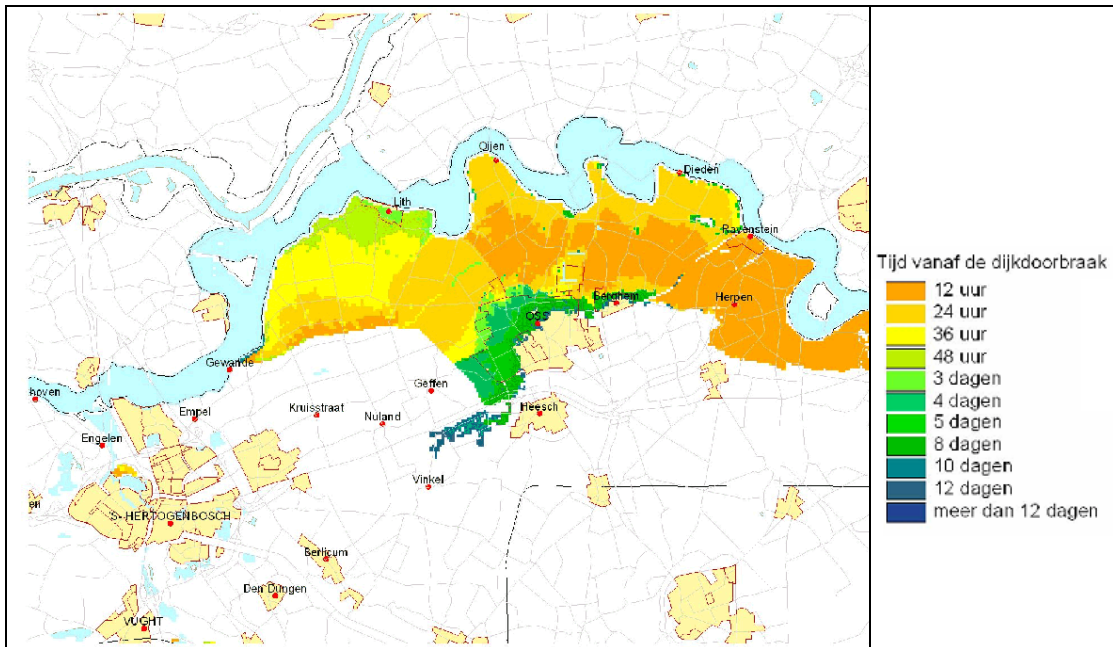 Oijen
Dieden
Lith
Ravenstein
Berghem
Herpen
OSS
Gewande
Geffen
hoven
Empel
Kruisstraat
Nuland
Heesch
Engelen
Vinkel
en
S-HERTOGENBOSCH
Berlicum
Den Dungen
VUGHT
Tijd vanaf de dijkdoorbraak
12 uur
24 uur
36 uur
48 uur
3 dagen
4 dagen
5 dagen
8 dagen
10 dagen
12 dagen
meer dan 12 dagen